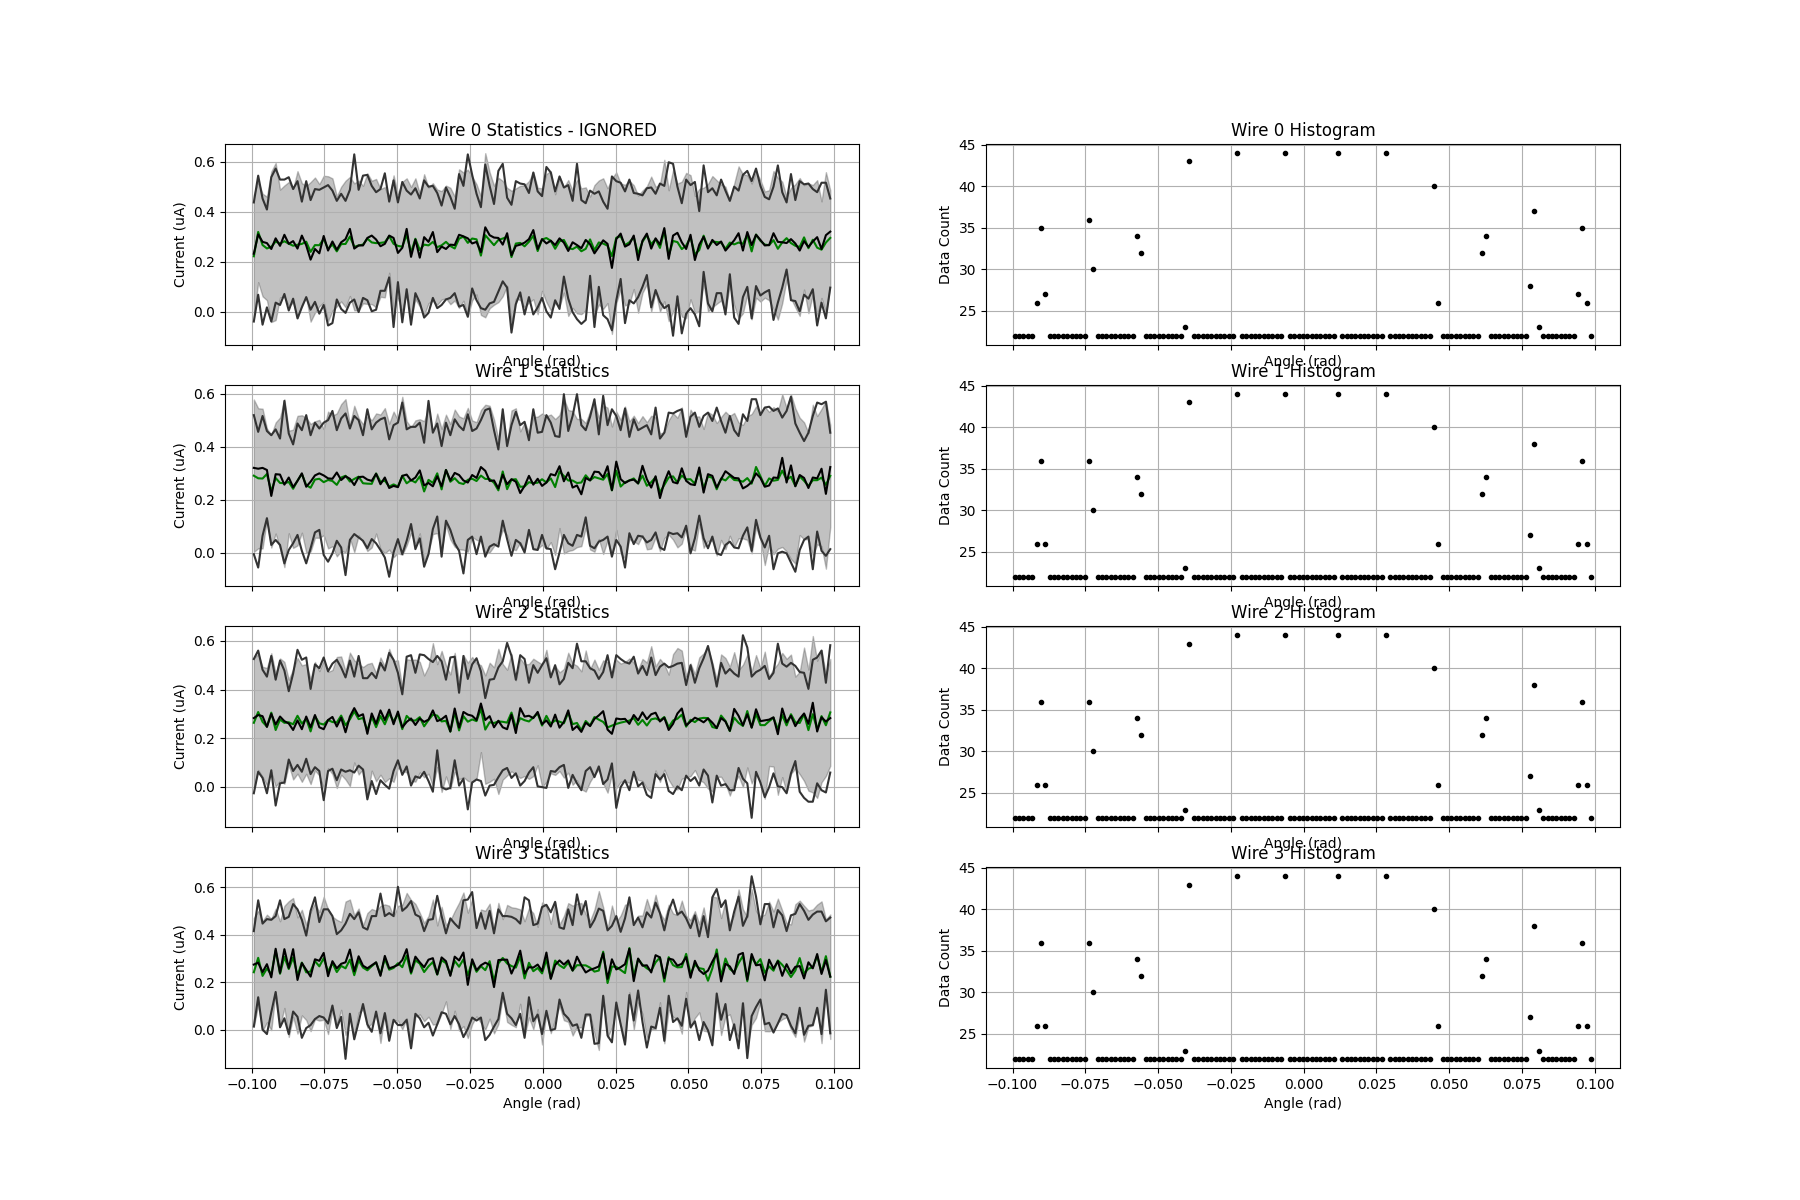 Wire 0 Statistics - IGNORED
Current (uA)
0.6
0.4
0.2
0.0
Angle (rad)
Wire 0 Histogram
Data Count
45
40
35
30
25
Angle (rad)
Wire 1 Statistics
Current (uA)
0.6
0.4
0.2
0.0
Angle (rad)
Wire 1 Histogram
Data Count
45
40
35
30
25
Angle (rad)
Wire 2 Statistics
Current (uA)
0.6
0.4
0.2
0.0
Angle (rad)
Wire 2 Histogram
Data Count
45
40
35
30
25
Angle (rad)
Wire 3 Statistics
Current (uA)
0.6
0.4
0.2
0.0
−0.100 −0.075 −0.050 −0.025 0.000 0.025 0.050 0.075 0.100
Angle (rad)
Wire 3 Histogram
Data Count
45
40
35
30
25
−0.100 −0.075 −0.050 −0.025 0.000 0.025 0.050 0.075 0.100
Angle (rad)